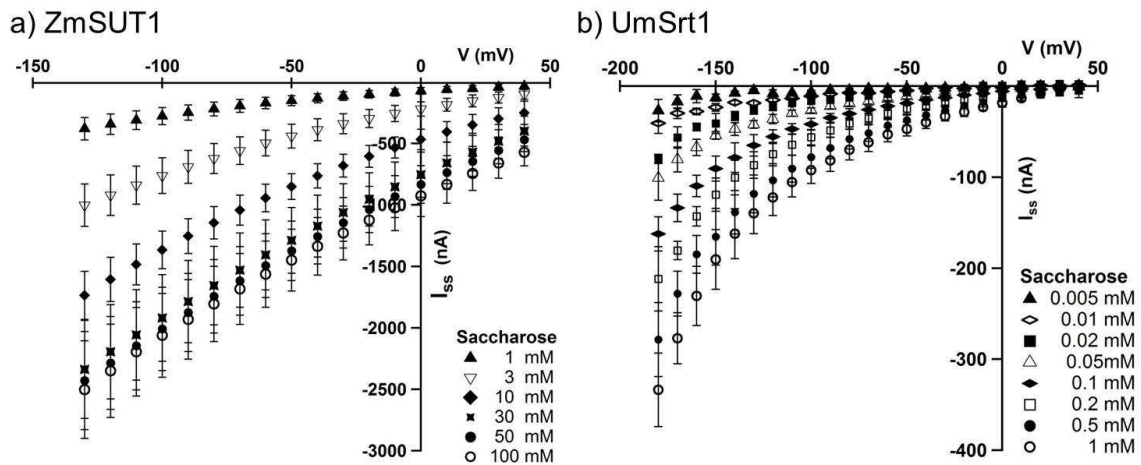 a) ZmSUT1
V (mV)
-150
-100
-50
0
50
-500
-1000
-1500
-2000
-2500
-3000
Iss (nA)
Saccharose
1 mM
3 mM
10 mM
30 mM
50 mM
100 mM
b) UmSrt1
V (mV)
-200
-150
-100
-50
0
50
-100
-200
-300
-400
Iss (nA)
Saccharose
0.005 mM
0.01 mM
0.02 mM
0.05mM
0.1 mM
0.2 mM
0.5 mM
1 mM